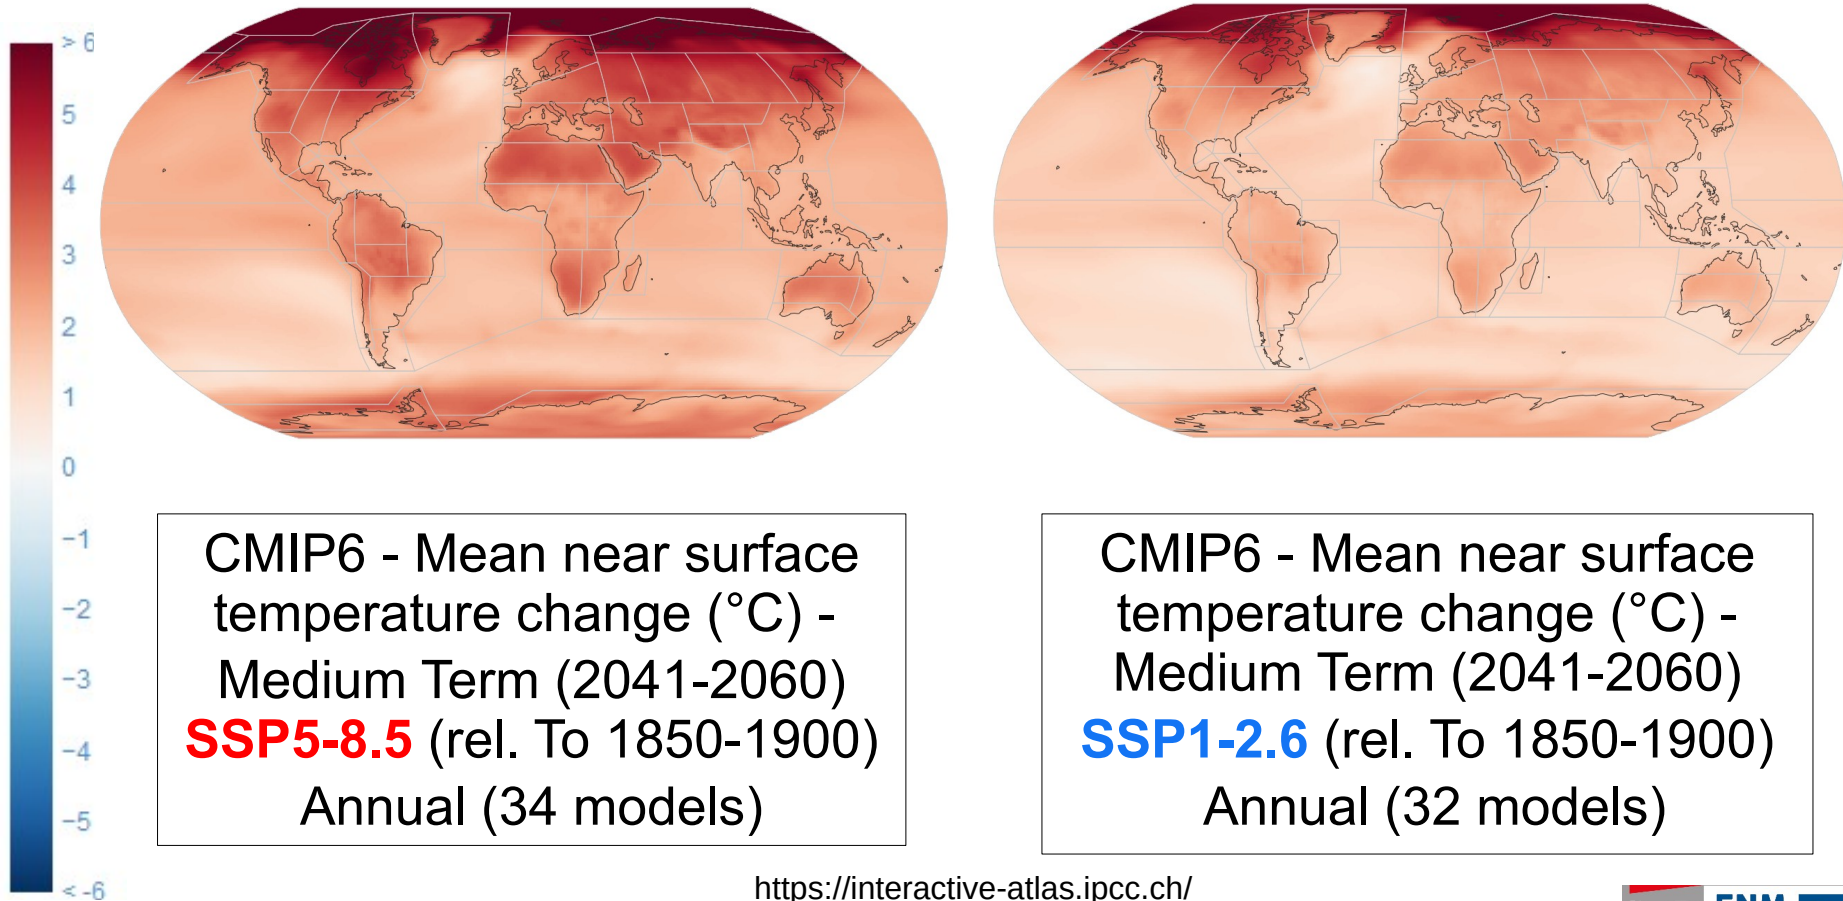 > 6
5
4
3
2
1
0
−1
−2
−3
−4
−5
< -6
CMIP6 - Mean near surface
temperature change (°C) -
Medium Term (2041-2060)
SSP5-8.5 (rel. To 1850-1900)
Annual (34 models)
CMIP6 - Mean near surface
temperature change (°C) -
Medium Term (2041-2060)
SSP1-2.6 (rel. To 1850-1900)
Annual (32 models)
https://interactive-atlas.ipcc.ch/